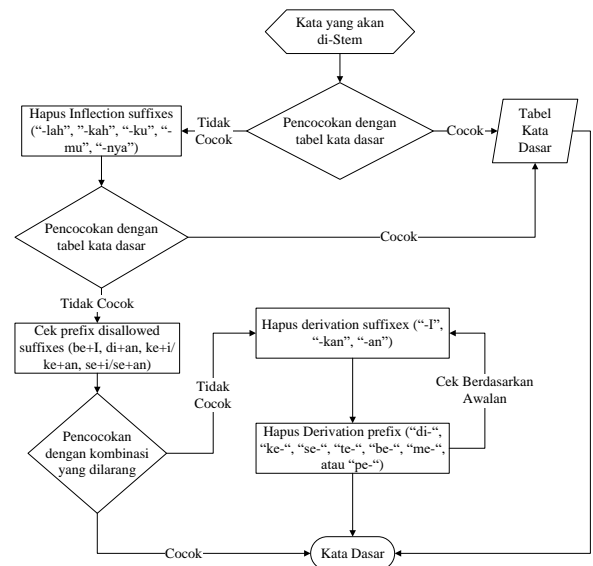 Kata yang akan
di-Stem
Hapus Inflection suffixes
(“-lah”, ”-kah”, “-ku”, “-
mu”, “-nya”)
Tidak
Cocok
Pencocokan dengan
tabel kata dasar
Cocok
Tabel
Kata
Dasar
Pencocokan dengan
tabel kata dasar
Cocok
Tidak Cocok
Cek prefix disallowed
suffixes (be+I, di+an, ke+i/
ke+an, se+i/se+an)
Hapus derivation suffixex (“-I”,
“-kan”, “-an”)
Tidak
Cocok
Cek Berdasarkan
Awalan
Pencocokan
dengan kombinasi
yang dilarang
Hapus Derivation prefix (“di-“,
“ke-“, “se-“, “te-“, “be-“, “me-“,
atau “pe-“)
Cocok
Kata Dasar